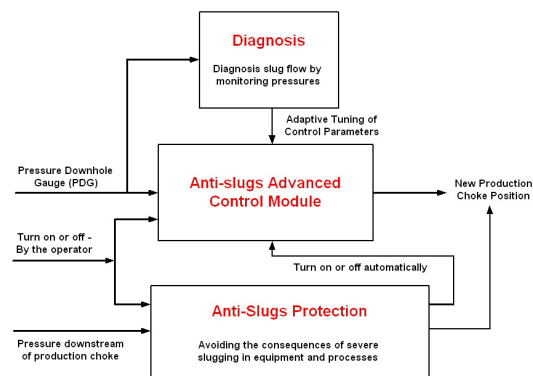 Diagnosis
Diagnosis slug flow by
monitoring pressures
Adaptive Tuning of
Control Parameters
Pressure Downhole
Gauge (PDG)
Anti-slugs Advanced
Control Module
New Production
Choke Position
Turn on or off -
By the operator
Turn on or off automatically
Anti-Slugs Protection
Avoiding the consequences of severe
slugging in equipment and processes
Pressure downstream
of production choke